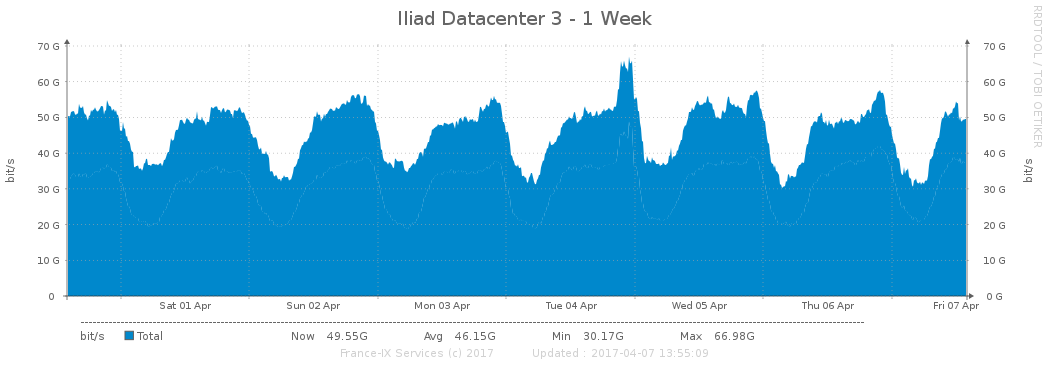 Iliad Datacenter 3 - 1 Week
RRDTOOL / TOBI OETIKER
70 G 70 G
60 G 60 G
50 G 50 G
40 G 40 G
30 G 30 G
20 G 20 G
10 G 10 G
0 0 G
bit/s bit/s
Sat 01 Apr Sun 02 Apr Mon 03 Apr Tue 04 Apr Wed 05 Apr Thu 06 Apr Fri 07 Apr
bit/s Total Now 49.55G Avg 46.15G Min 30.17G Max 66.98G
France-IX Services (c) 2017 Updated : 2017-04-07 13:55:09